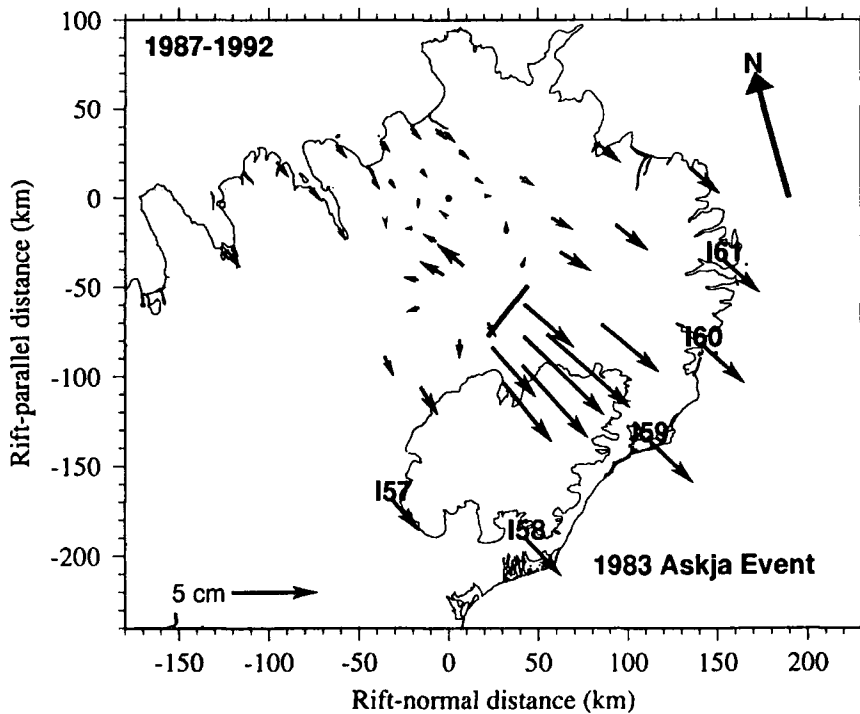 100
1987-1992
N
50
0
I61
-50
I60
-100
I59
-150
I57
I58
-200
1983 Askja Event
5 cm
-150 -100 -50 0 50 100 150 200
Rift-parallel distance (km)
Rift-normal distance (km)